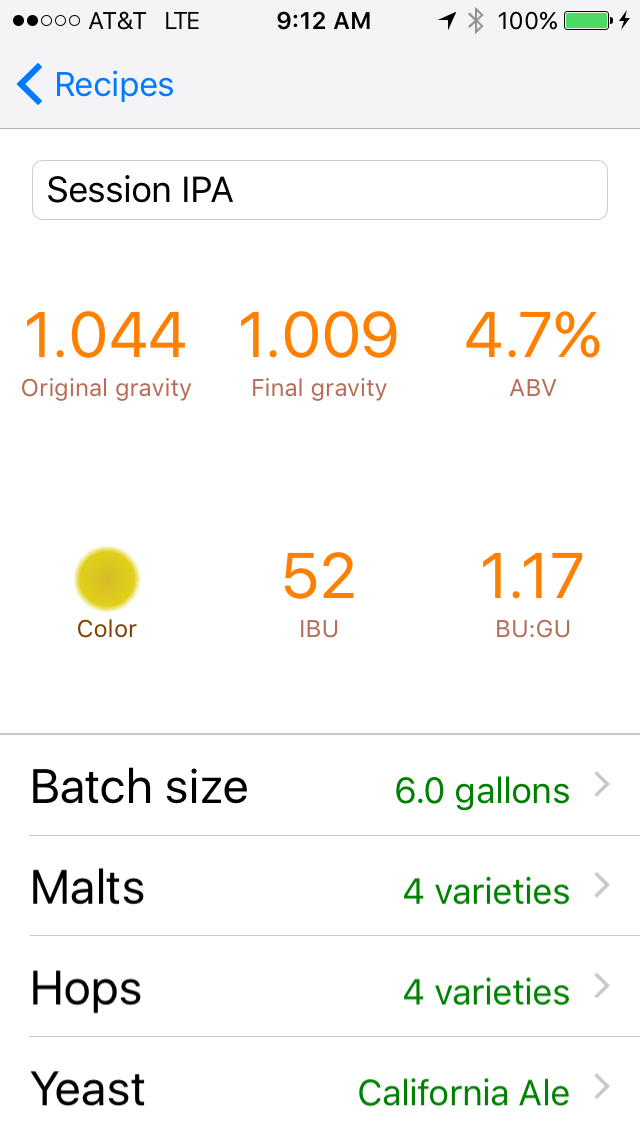 AT&T LTE 9:12 AM 100%
Recipes
Session IPA
1.044 1.009 4.7%
Original gravity Final gravity ABV
52 1.17
Color IBU BU:GU
Batch size 6.0 gallons
Malts 4 varieties
Hops 4 varieties
Yeast California Ale